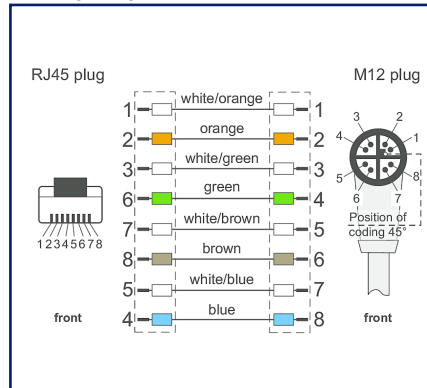 RJ45 plug
M12 plug
1 white/orange 1
2 orange 2
3 white/green 3
6 green 4
7 white/brown 5
8 brown 6
5 white/blue 7
4 blue 8
12345678
front
3 2
4 1
5 8
6 7
Position of
coding 45°
front